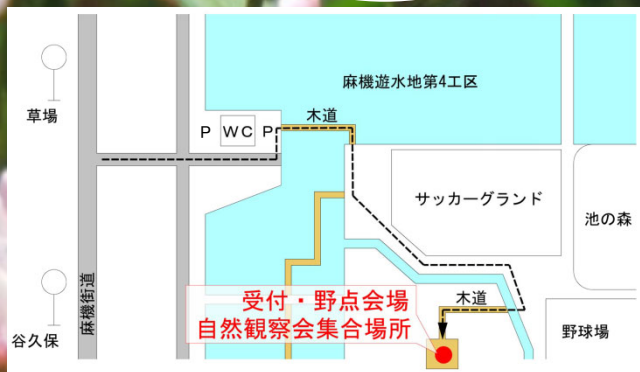 麻機遊水地第4工区
草場
P WC P
木道
サッカーグランド
池の森
麻機街道
谷久保
受付・野点会場
自然観察会集合場所
木道
野球場